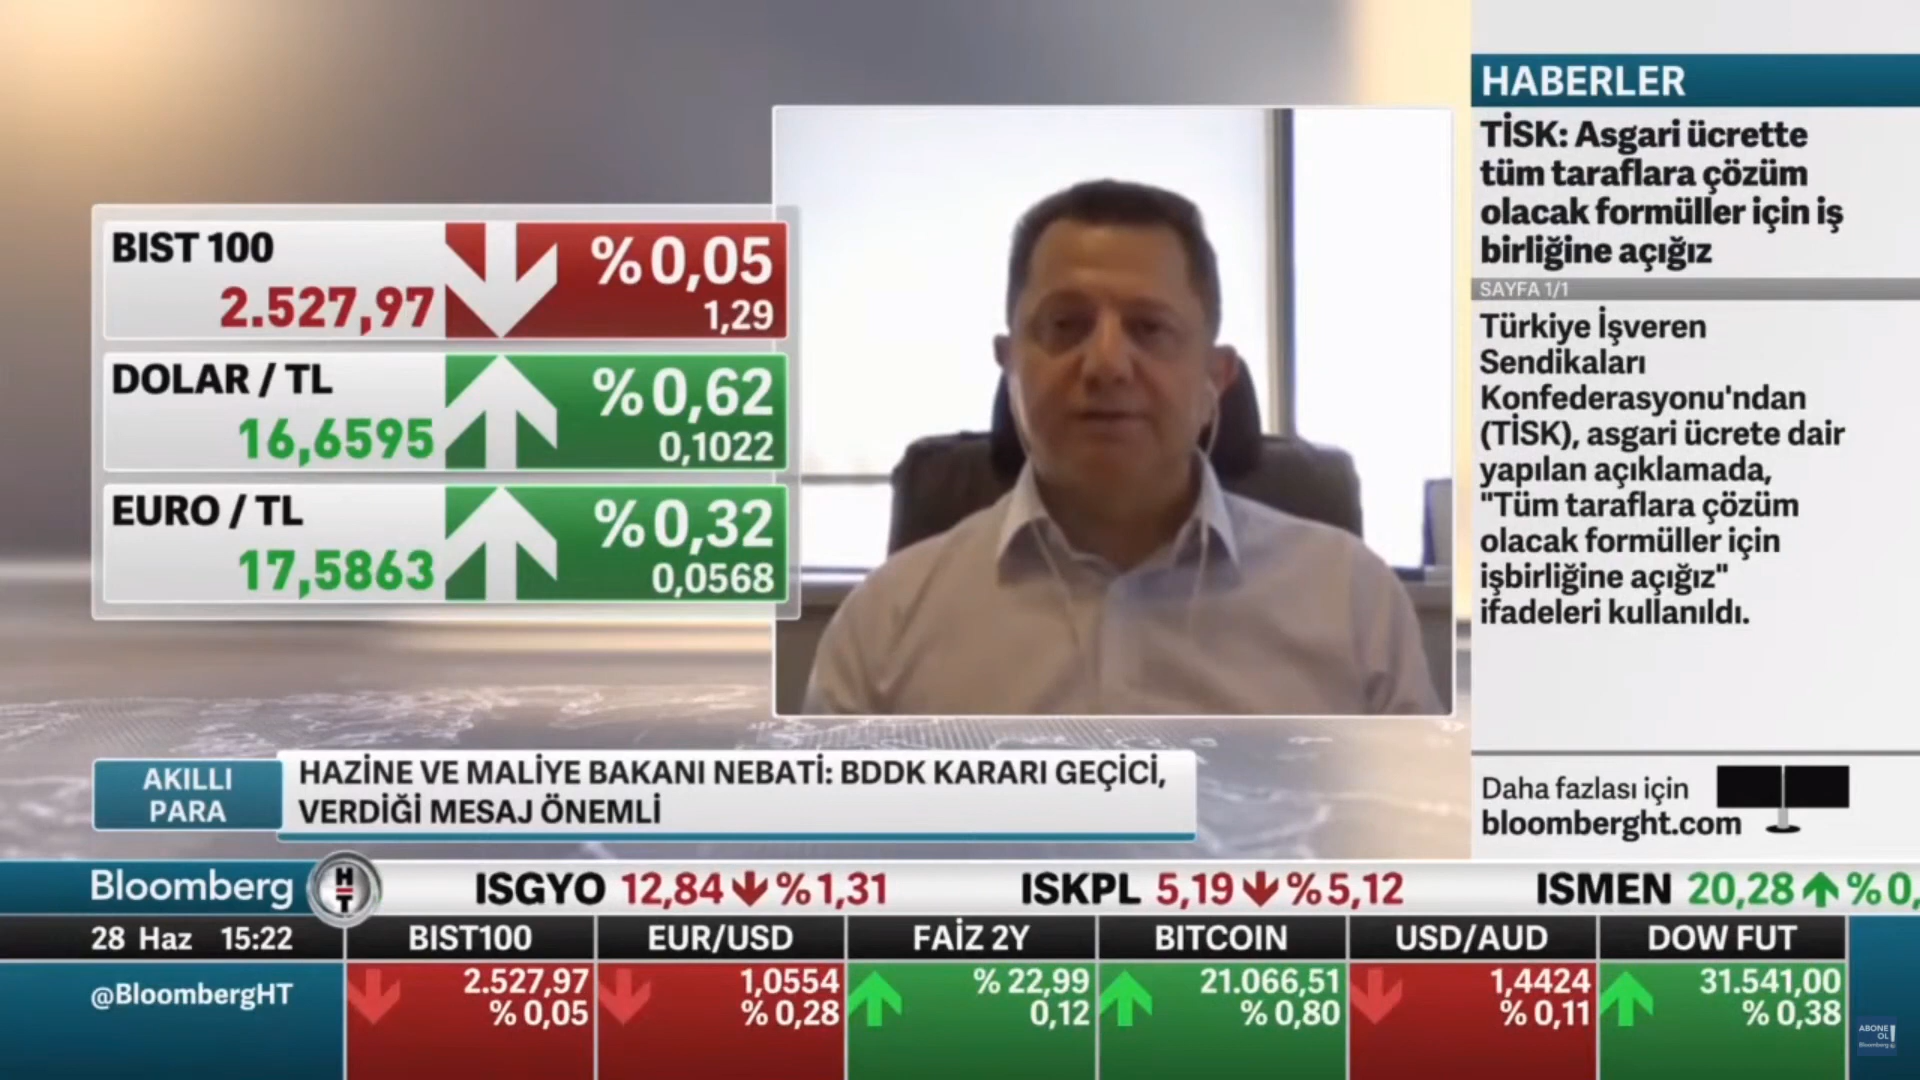 BIST 100
2.527,97
%0,05
1,29
DOLAR / TL
16,6595
%0,62
0,1022
EURO / TL
17,5863
%0,32
0,0568
HABERLER
TİSK: Asgari ücrette
tüm taraflara çözüm
olacak formüller için iş
birliğine açığız
SAYFA 1/1
Türkiye İşveren
Sendikaları
Konfederasyonu'ndan
(TİSK), asgari ücrete dair
yapılan açıklamada,
"Tüm taraflara çözüm
olacak formüller için
işbirliğine açığız"
ifadeleri kullanıldı.
Daha fazlası için
bloomberght.com
AKILLI
PARA
HAZİNE VE MALİYE BAKANI NEBATİ: BDDK KARARI GEÇİCİ,
VERDİĞİ MESAJ ÖNEMLİ
Bloomberg HT
ISGYO 12,84 %1,31 ISKPL 5,19 %5,12 ISMEN 20,28 %0,
28 Haz 15:22
@BloombergHT
BIST100
2.527,97
% 0,05
EUR/USD
1,0554
% 0,28
FAİZ 2Y
% 22,99
0,12
BITCOIN
21.066,51
% 0,80
USD/AUD
1,4424
% 0,11
DOW FUT
31.541,00
% 0,38
ABONE
OL!
Bloomberg